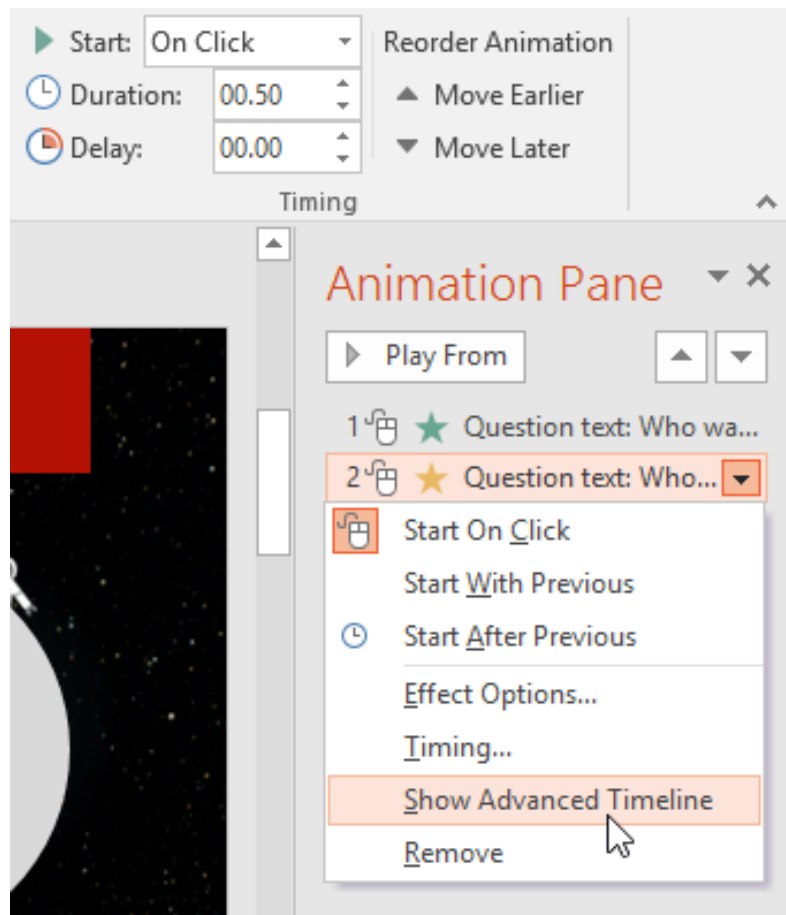 Start: On Click
Reorder Animation
Duration: 00.50
Move Earlier
Delay: 00.00
Move Later
Timing
Animation Pane
Play From
1 Question text: Who wa...
2 Question text: Who...
Start On Click
Start With Previous
Start After Previous
Effect Options...
Timing...
Show Advanced Timeline
Remove